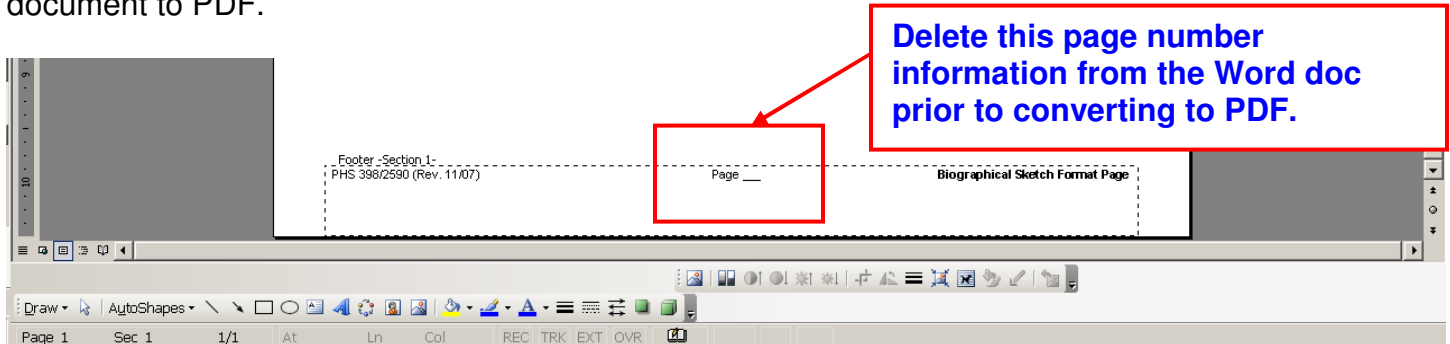 document to PDF.
Delete this page number
information from the Word doc
prior to converting to PDF.
9
10
Footer -Section 1-
PHS 398/2590 (Rev. 11/07) Page ___ Biographical Sketch Format Page
Draw AutoShapes A
Page 1 Sec 1 1/1 At Ln Col REC TRK EXT OVR